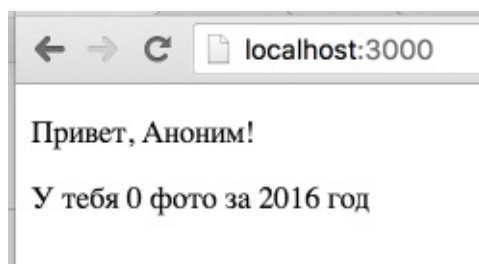 localhost:3000
Привет, Аноним!
У тебя 0 фото за 2016 год